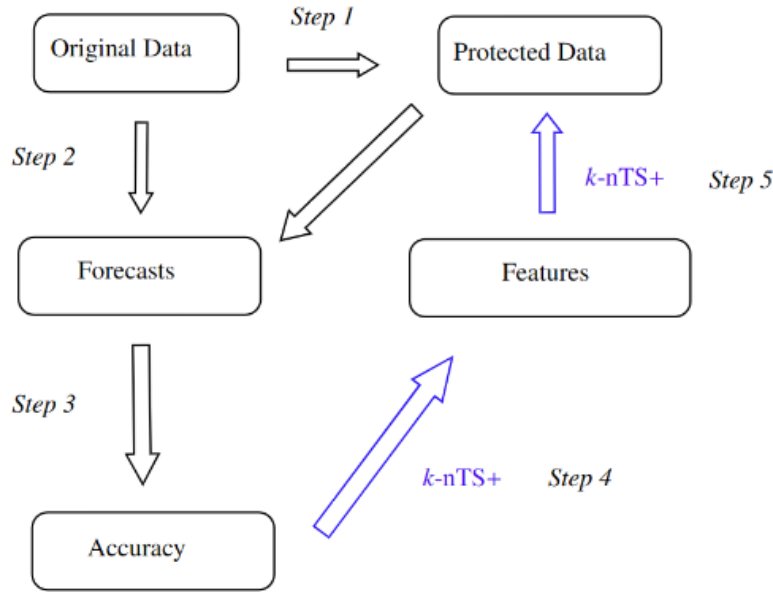 Step 1
Original Data
Protected Data
Step 2
k-nTS+ Step 5
Forecasts
Features
Step 3
k-nTS+ Step 4
Accuracy